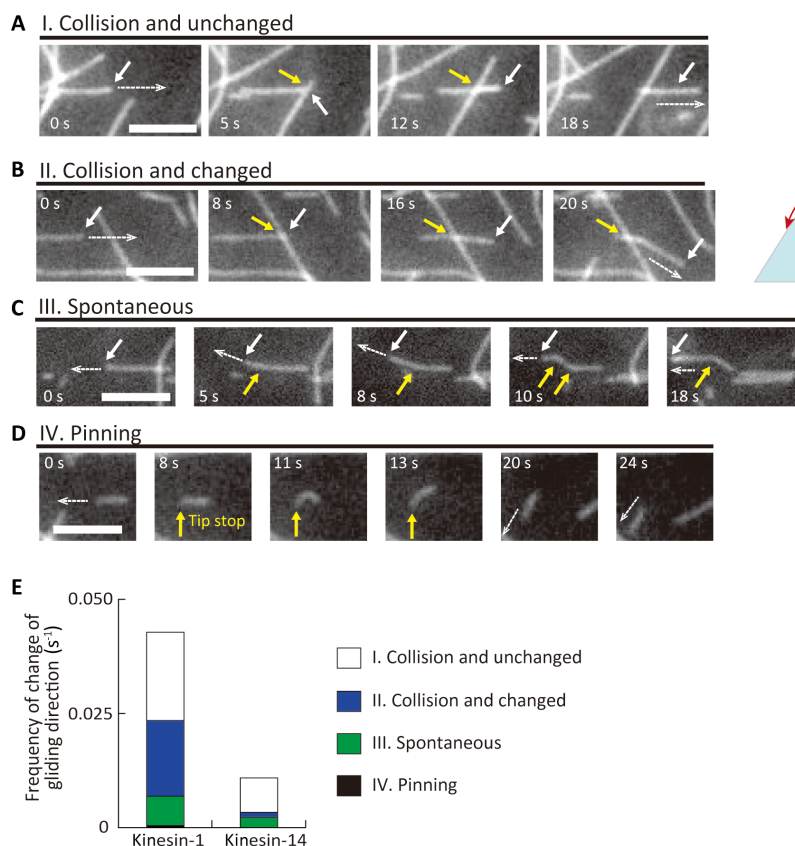 A I. Collision and unchanged
0 s 5 s 12 s 18 s
B II. Collision and changed
0 s 8 s 16 s 20 s
C III. Spontaneous
0 s 5 s 8 s 10 s 18 s
D IV. Pinning
0 s 8 s 11 s 13 s 20 s 24 s
Tip stop
E
Frequency of change of
gliding direction (s⁻¹)
0.050
0.025
0
Kinesin-1 Kinesin-14
I. Collision and unchanged
II. Collision and changed
III. Spontaneous
IV. Pinning